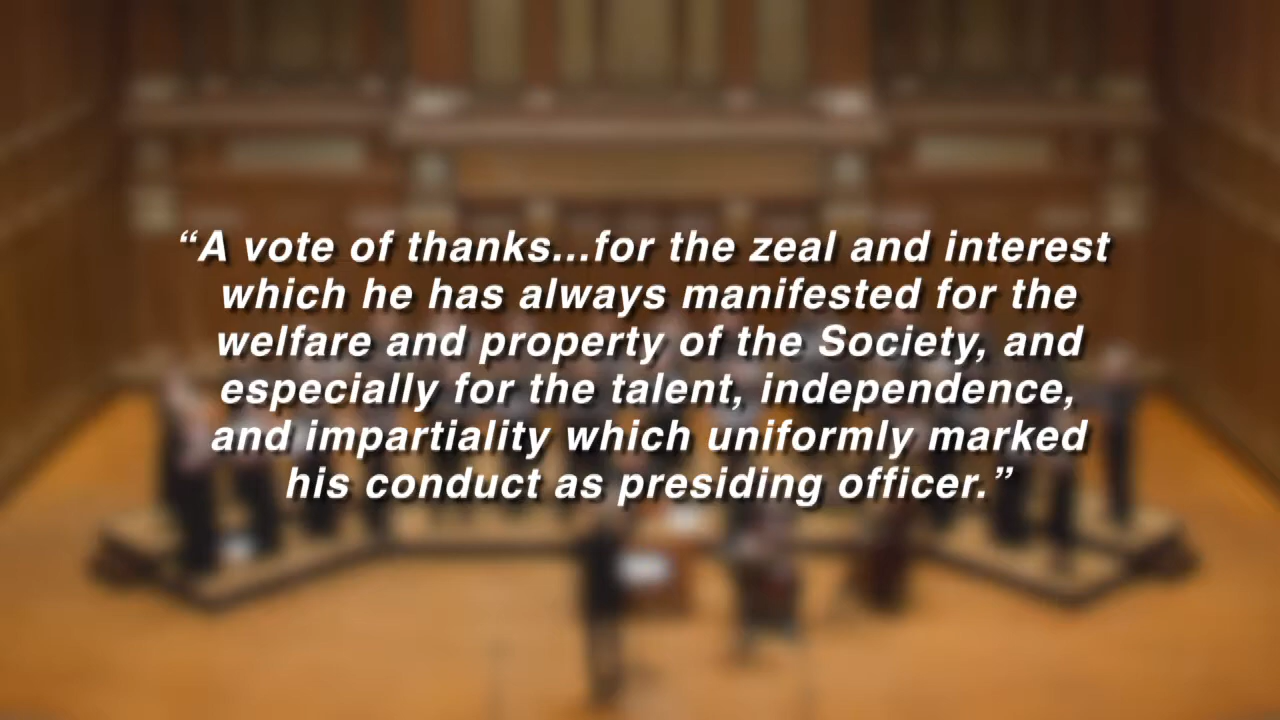 “A vote of thanks...for the zeal and interest
which he has always manifested for the
welfare and property of the Society, and
especially for the talent, independence,
and impartiality which uniformly marked
his conduct as presiding officer.”